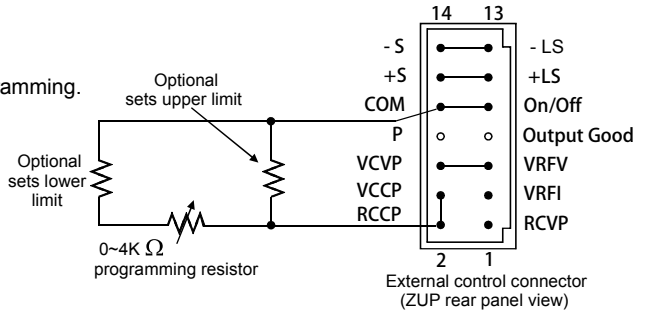 14 13
- S - LS
+S +LS
amming.
Optional
sets upper limit
COM On/Off
P Output Good
Optional
sets lower
limit
VCVP VRFV
VCCP VRFI
RCCP RCVP
0~4K Ω
programming resistor
2 1
External control connector
(ZUP rear panel view)